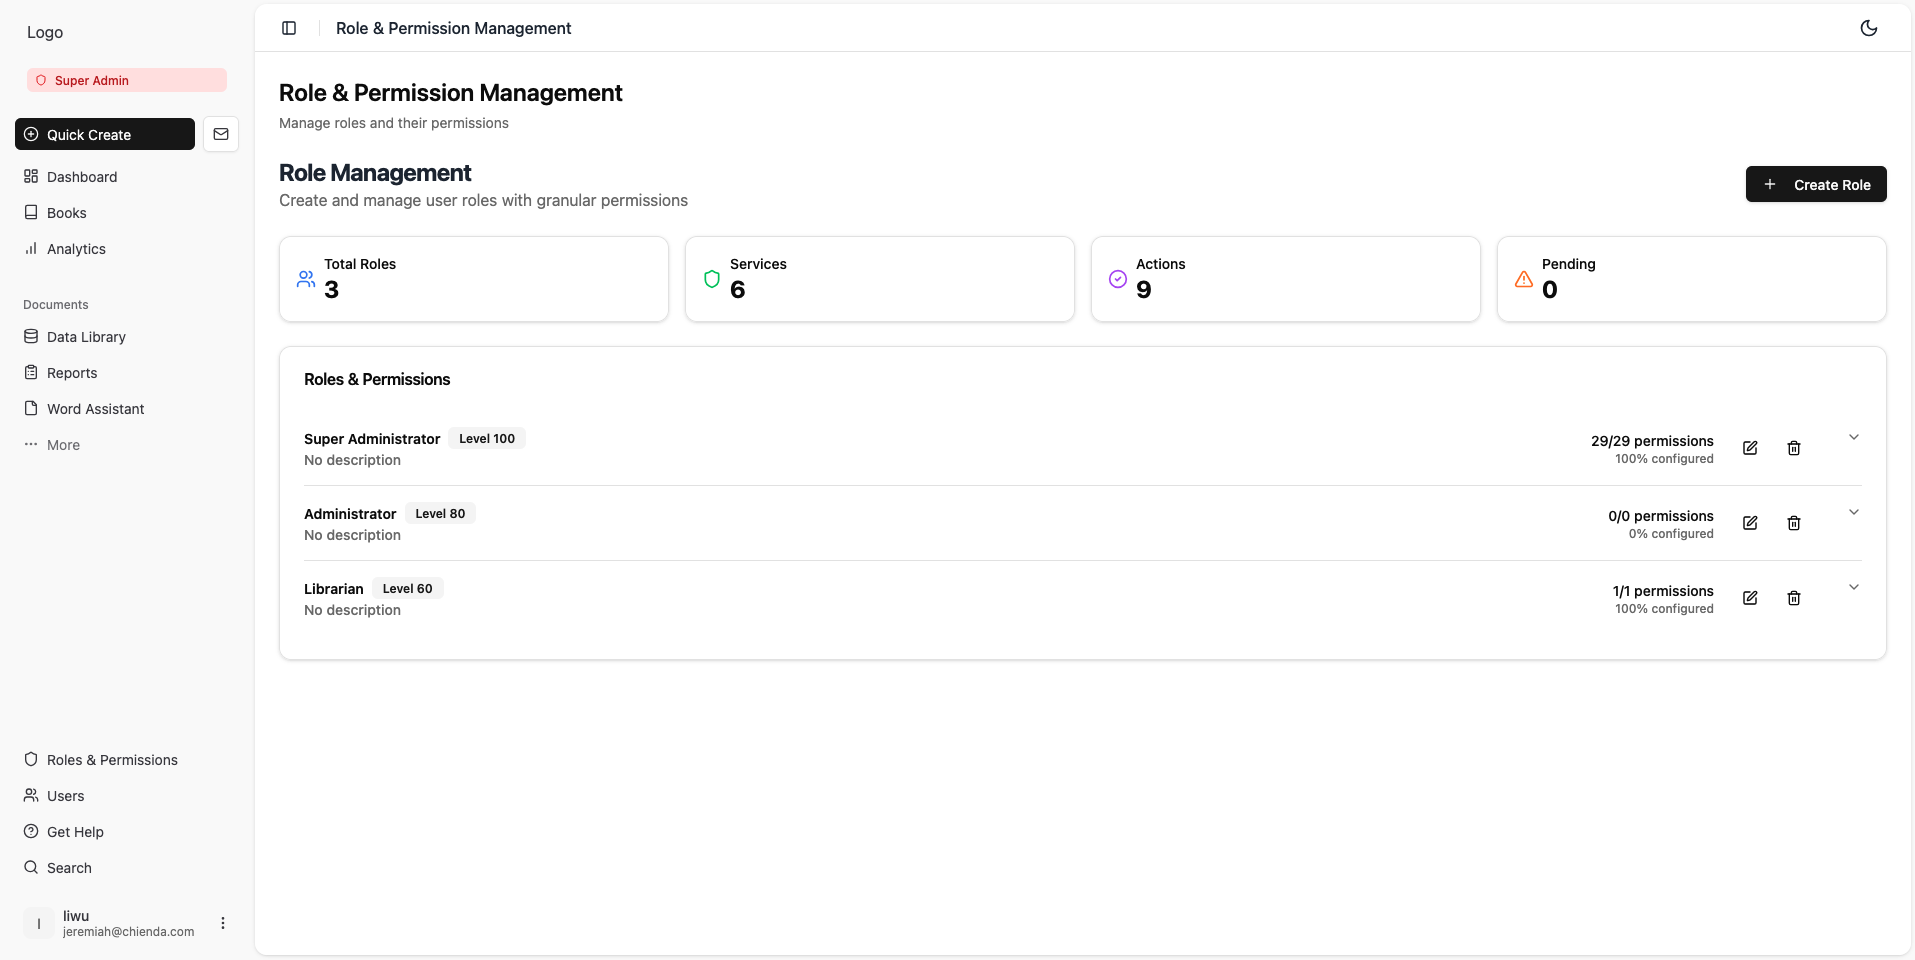 Logo
Super Admin
Quick Create
Dashboard
Books
Analytics
Documents
Data Library
Reports
Word Assistant
More
Roles & Permissions
Users
Get Help
Search
l
liwu
jeremiah@chienda.com
Role & Permission Management
Role & Permission Management
Manage roles and their permissions
Role Management
Create and manage user roles with granular permissions
Create Role
Total Roles
3
Services
6
Actions
9
Pending
0
Roles & Permissions
Super Administrator Level 100
No description
29/29 permissions
100% configured
Administrator Level 80
No description
0/0 permissions
0% configured
Librarian Level 60
No description
1/1 permissions
100% configured